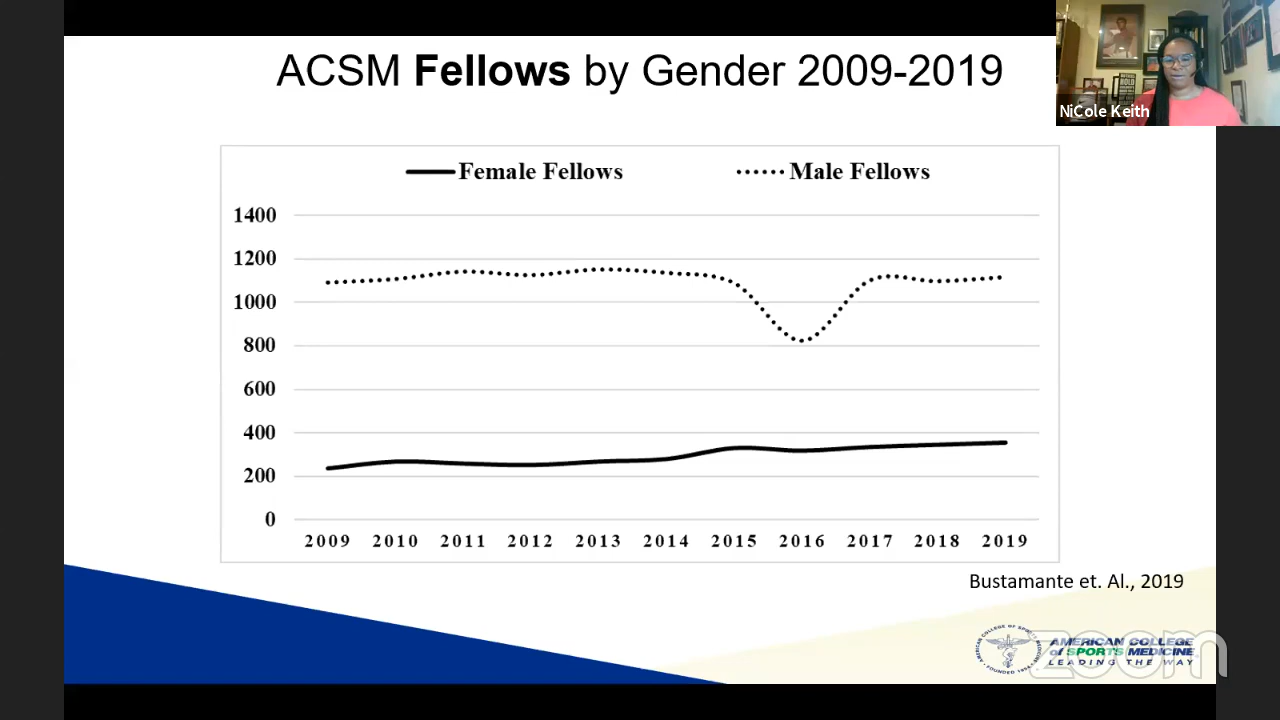 ACSM Fellows by Gender 2009-2019
NiCole Keith
Female Fellows
Male Fellows
1400
1200
1000
800
600
400
200
0
2009 2010 2011 2012 2013 2014 2015 2016 2017 2018 2019
Bustamante et. Al., 2019
AMERICAN COLLEGE
of SPORTS MEDICINE
LEADING THE WAY
zoom